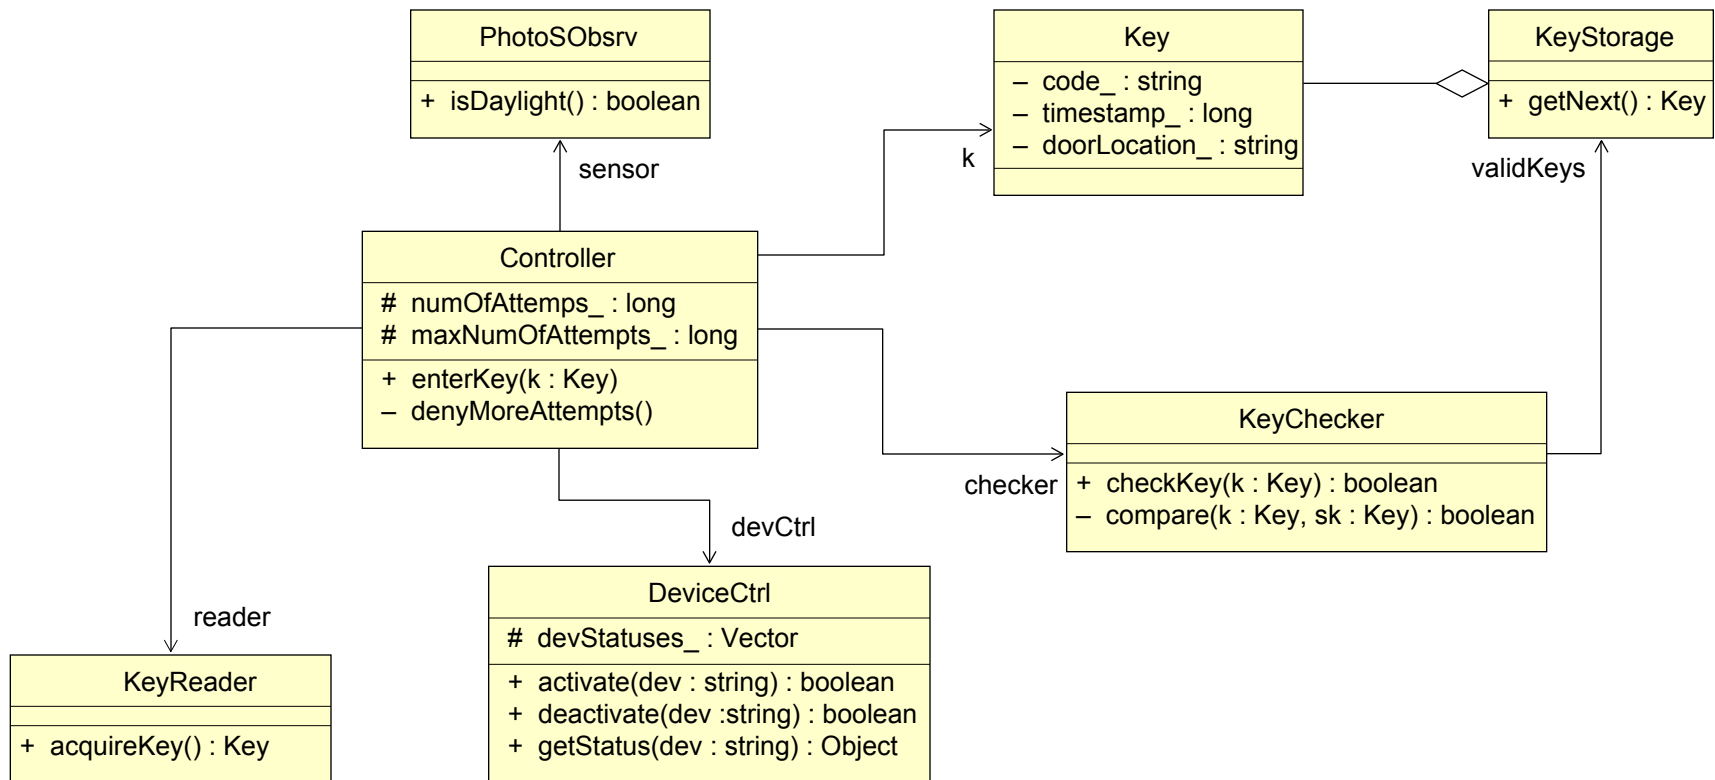 PhotoSObsrv
+ isDaylight() : boolean
sensor
Key
– code_ : string
– timestamp_ : long
– doorLocation_ : string
k
KeyStorage
+ getNext() : Key
validKeys
Controller
# numOfAttemps_ : long
# maxNumOfAttempts_ : long
+ enterKey(k : Key)
– denyMoreAttempts()
KeyChecker
+ checkKey(k : Key) : boolean
– compare(k : Key, sk : Key) : boolean
checker
devCtrl
DeviceCtrl
# devStatuses_ : Vector
+ activate(dev : string) : boolean
+ deactivate(dev :string) : boolean
+ getStatus(dev : string) : Object
reader
KeyReader
+ acquireKey() : Key